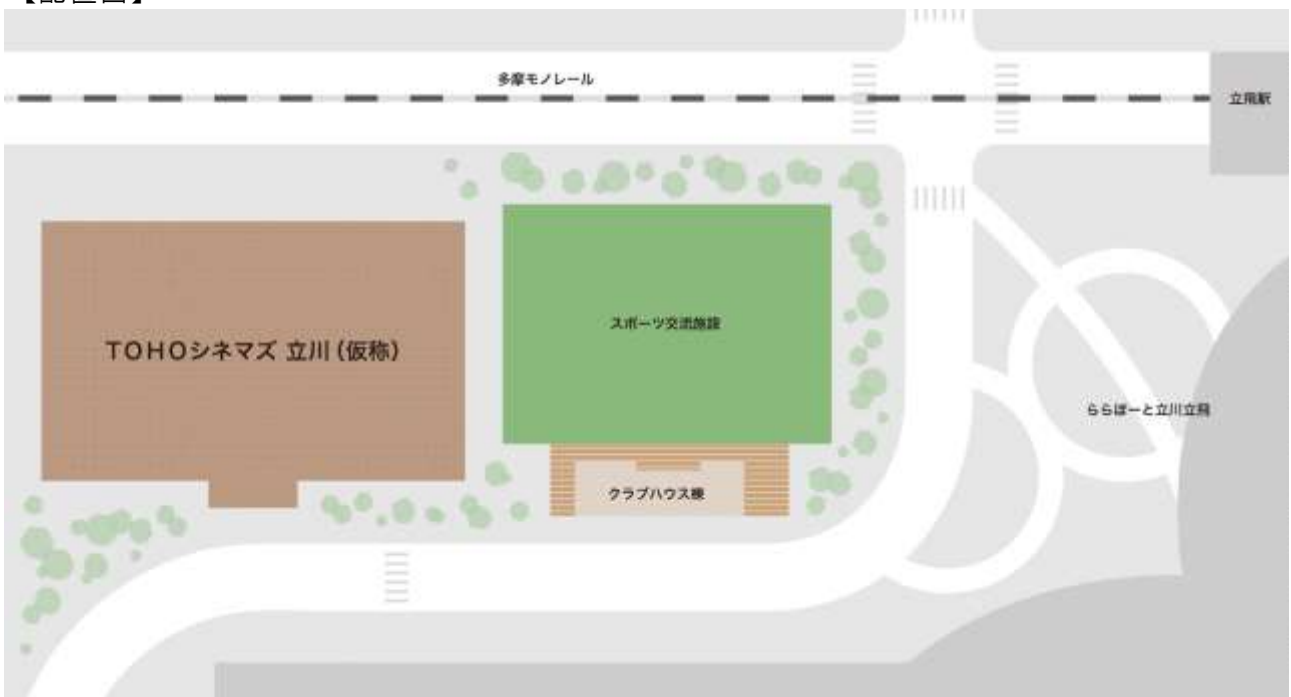 【配置図】
多摩モノレール
立飛駅
スポーツ交流施設
TOHOシネマズ 立川(仮称)
ららぽーと立川立飛
クラブハウス棟